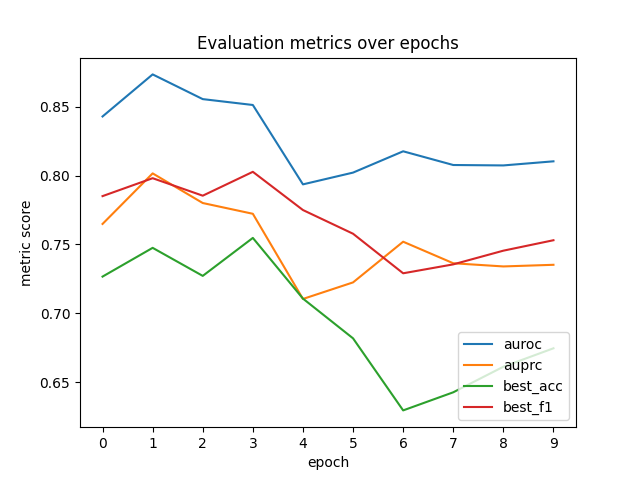 Evaluation metrics over epochs
metric score
0.85
0.80
0.75
0.70
0.65
auroc
auprc
best_acc
best_f1
0 1 2 3 4 5 6 7 8 9
epoch